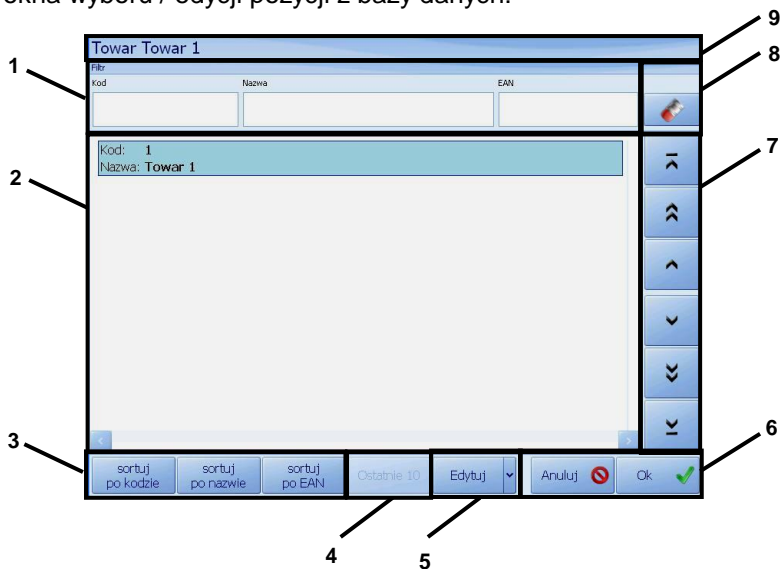 okna wyboru / edycji pozycji z bazy danych.
9
Towar Towar 1
8
1
Filtr
Kod Nazwa EAN
7
Kod: 1
Nazwa: Towar 1
2
3
6
sortuj po kodzie
sortuj po nazwie
sortuj po EAN
Ostatnie 10
Edytuj
Anuluj
Ok
4
5